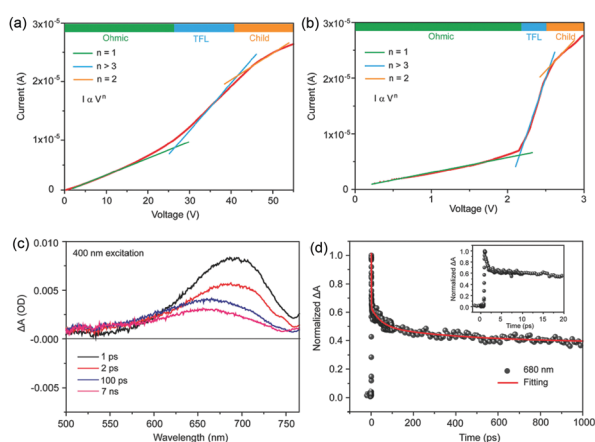 (a)
Ohmic TFL Child
n = 1
n > 3
n = 2
I α Vⁿ
3x10⁻⁵
2x10⁻⁵
1x10⁻⁵
0
Current (A)
0 10 20 30 40 50
Voltage (V)
(b)
Ohmic TFL Child
n = 1
n > 3
n = 2
I α Vⁿ
3x10⁻⁵
2x10⁻⁵
1x10⁻⁵
0
Current (A)
0 1 2 3
Voltage (V)
(c)
400 nm excitation
0.010
0.005
-0.000
-0.005
ΔA (OD)
1 ps
2 ps
100 ps
7 ns
500 550 600 650 700 750
Wavelength (nm)
(d)
1.0
0.8
0.6
0.4
0.2
0.0
Normalized ΔA
1.0
0.8
0.6
0.4
0.2
0.0
Normalized ΔA
0 5 10 15 20
Time (ps)
680 nm
Fitting
0 200 400 600 800 1000
Time (ps)